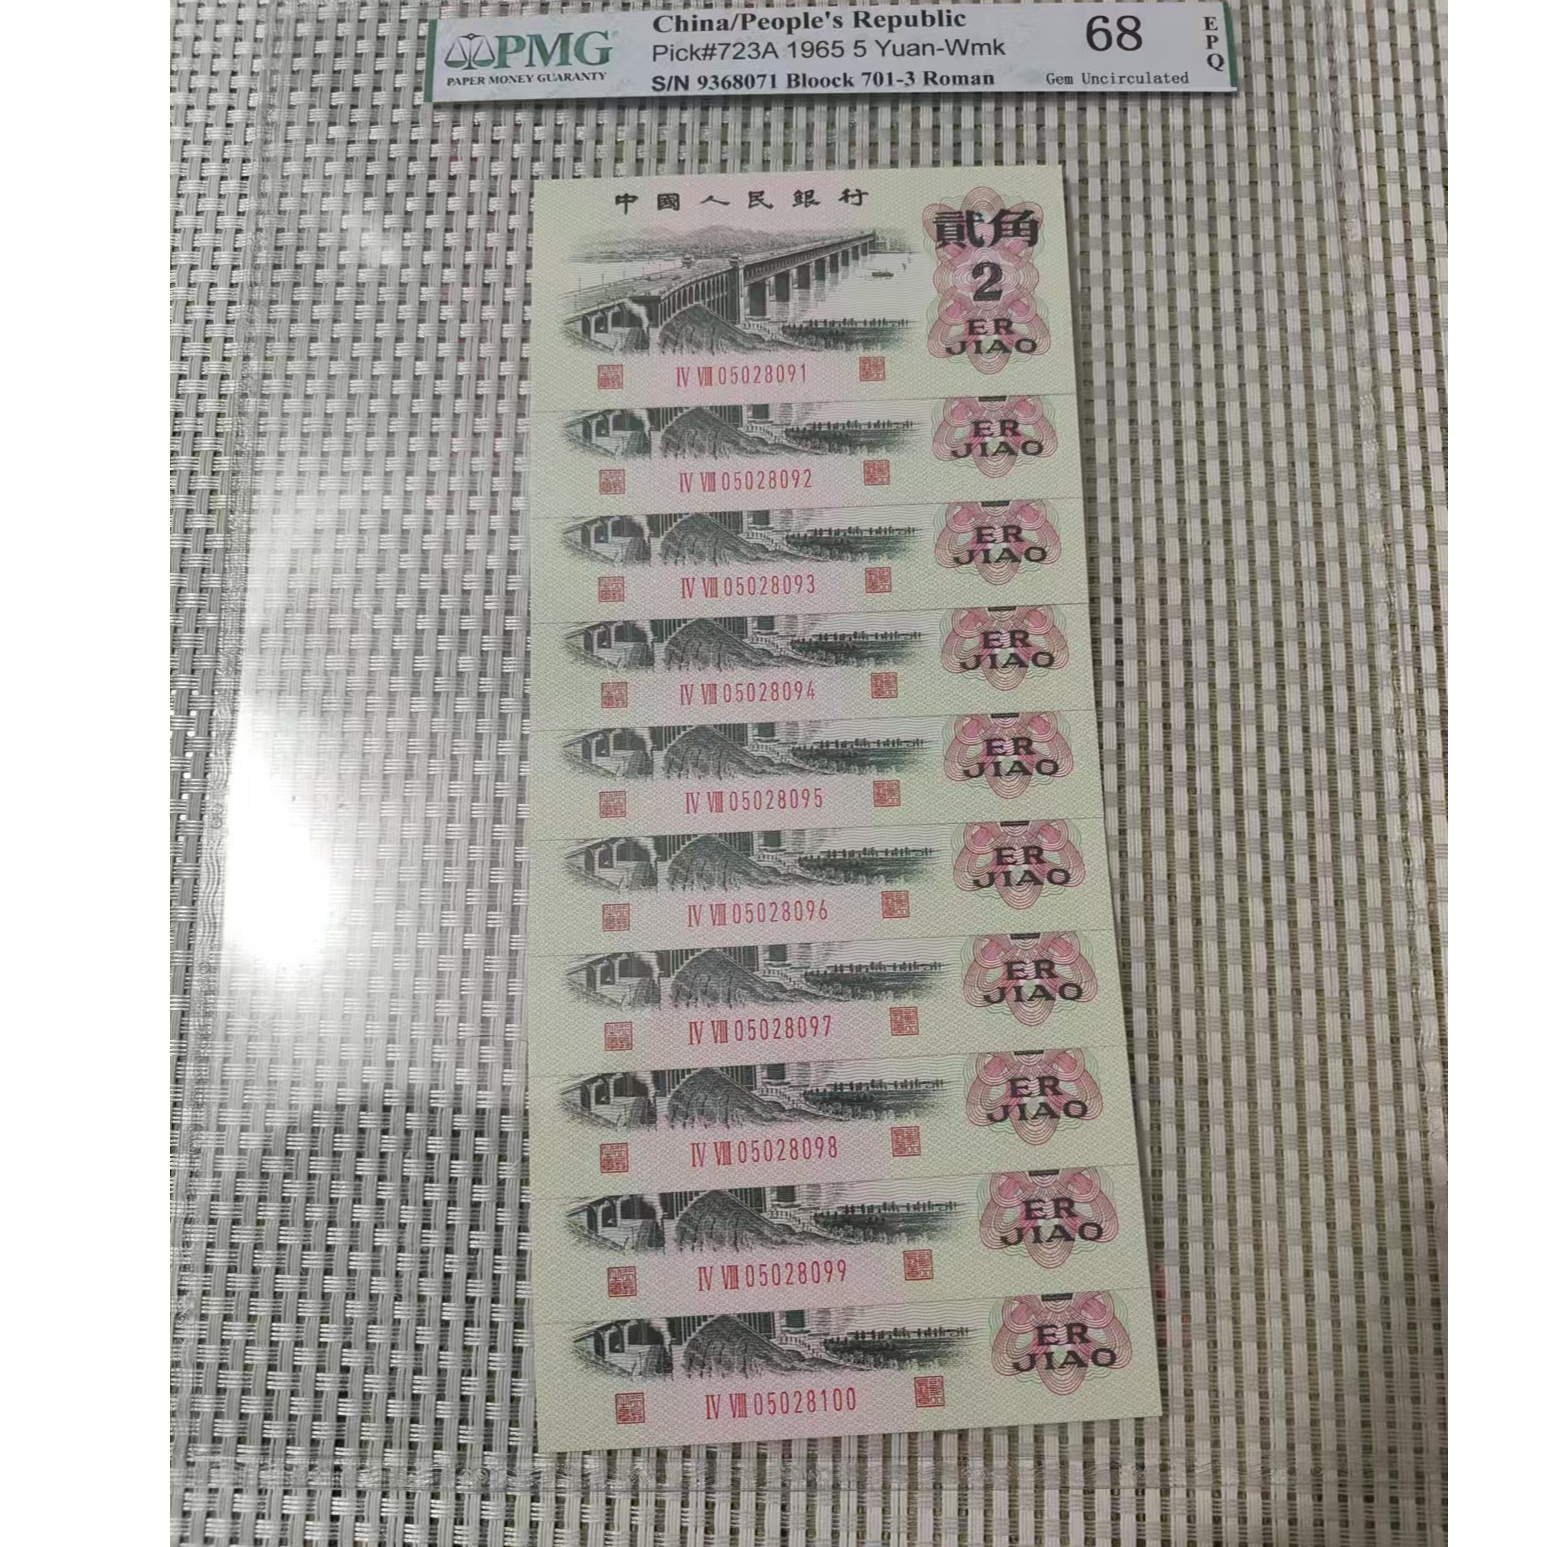 PMG
PAPER MONEY GUARANTY
China/People's Republic
Pick#723A 1965 5 Yuan-Wmk
S/N 9368071 Bloock 701-3 Roman
68
Gem Uncirculated
EPQ
中國人民銀行
貳角
2
ER
JIAO
Ⅳ Ⅷ 05028091
ER
JIAO
Ⅳ Ⅷ 05028092
ER
JIAO
Ⅳ Ⅷ 05028093
ER
JIAO
Ⅳ Ⅷ 05028094
ER
JIAO
Ⅳ Ⅷ 05028095
ER
JIAO
Ⅳ Ⅷ 05028096
ER
JIAO
Ⅳ Ⅷ 05028097
ER
JIAO
Ⅳ Ⅷ 05028098
ER
JIAO
Ⅳ Ⅷ 05028099
ER
JIAO
Ⅳ Ⅷ 05028100